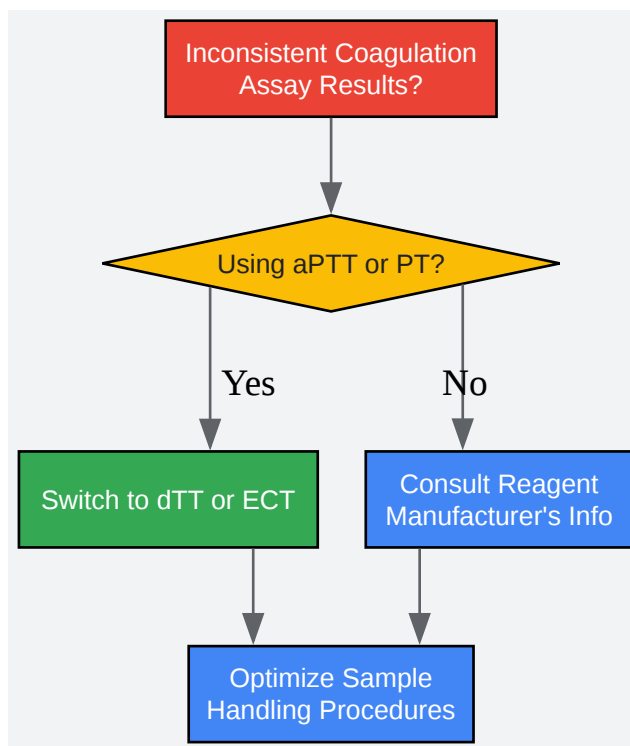 Inconsistent Coagulation
Assay Results?
Using aPTT or PT?
Yes
No
Switch to dTT or ECT
Consult Reagent
Manufacturer's Info
Optimize Sample
Handling Procedures